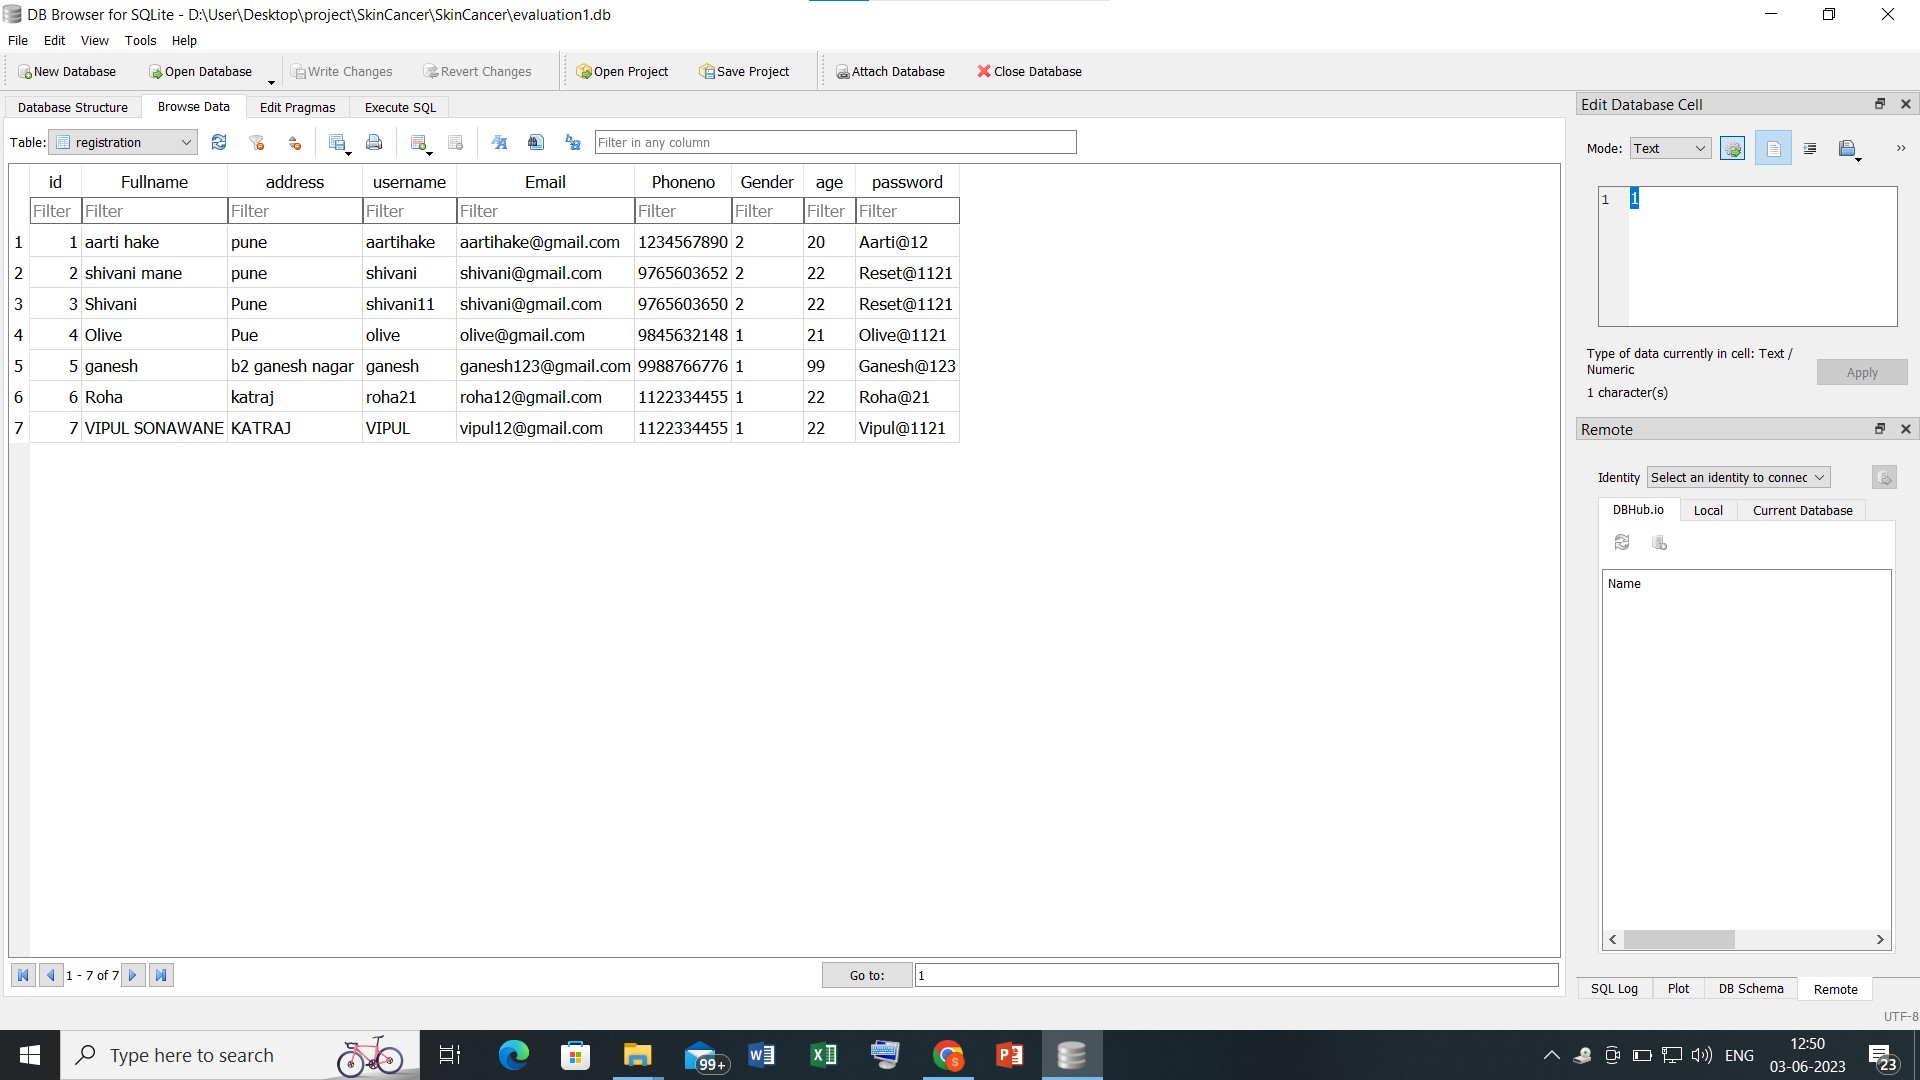 DB Browser for SQLite - D:\User\Desktop\project\SkinCancer\SkinCancer\evaluation1.db
File Edit View Tools Help
New Database Open Database Write Changes Revert Changes Open Project Save Project Attach Database Close Database
Database Structure Browse Data Edit Pragmas Execute SQL
Table: registration Filter in any column
id Fullname address username Email Phoneno Gender age password
Filter Filter Filter Filter Filter Filter Filter Filter Filter
1 1 aarti hake pune aartihake aartihake@gmail.com 1234567890 2 20 Aarti@12
2 2 shivani mane pune shivani shivani@gmail.com 9765603652 2 22 Reset@1121
3 3 Shivani Pune shivani11 shivani@gmail.com 9765603650 2 22 Reset@1121
4 4 Olive Pue olive olive@gmail.com 9845632148 1 21 Olive@1121
5 5 ganesh b2 ganesh nagar ganesh ganesh123@gmail.com 9988766776 1 99 Ganesh@123
6 6 Roha katraj roha21 roha12@gmail.com 1122334455 1 22 Roha@21
7 7 VIPUL SONAWANE KATRAJ VIPUL vipul12@gmail.com 1122334455 1 22 Vipul@1121
1 - 7 of 7 Go to: 1
Edit Database Cell
Mode: Text
1 1
Type of data currently in cell: Text /
Numeric
1 character(s)
Apply
Remote
Identity Select an identity to connec
DBHub.io Local Current Database
Name
SQL Log Plot DB Schema Remote
UTF-8
Type here to search
99+
ENG
12:50
03-06-2023
23